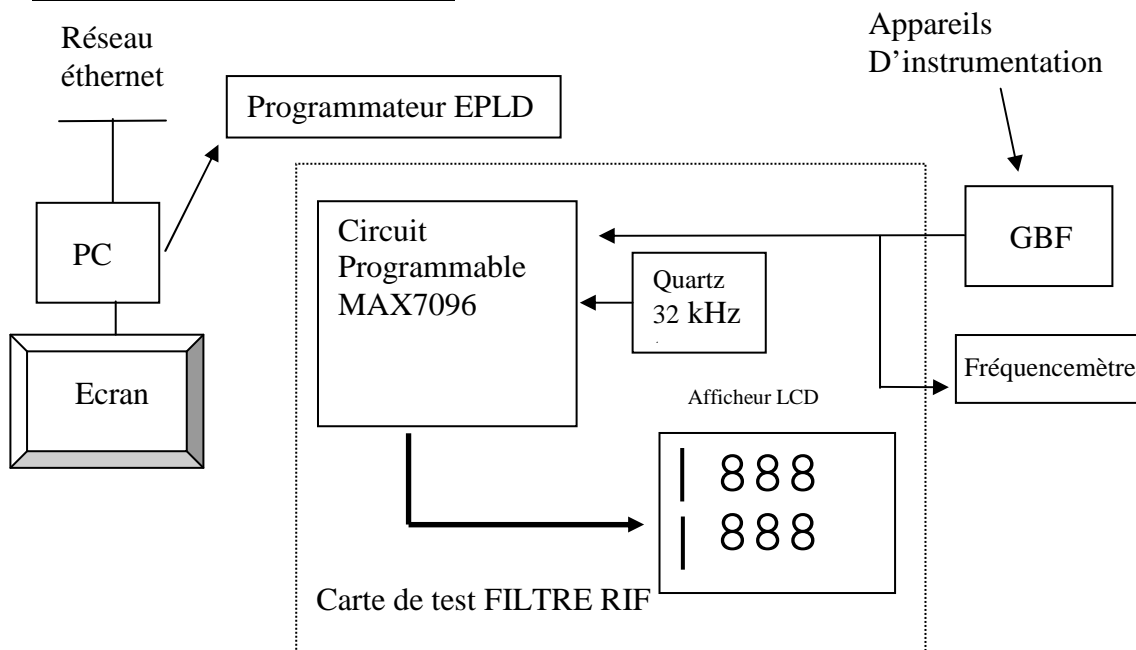 Réseau
éthernet
Appareils
D’instrumentation
Programmateur EPLD
PC
Ecran
Circuit
Programmable
MAX7096
Quartz
32 kHz
GBF
Fréquencemètre
Afficheur LCD
888
888
Carte de test FILTRE RIF